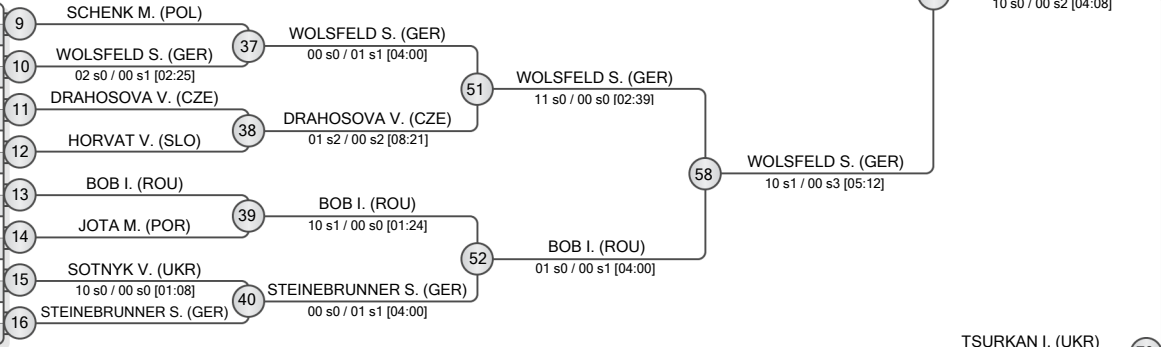 10 s0 / 00 s2 [04:08]
9 SCHENK M. (POL)
37 WOLSFELD S. (GER)
00 s0 / 01 s1 [04:00]
10 WOLSFELD S. (GER)
02 s0 / 00 s1 [02:25]
51 WOLSFELD S. (GER)
11 s0 / 00 s0 [02:39]
11 DRAHOSOVA V. (CZE)
38 DRAHOSOVA V. (CZE)
01 s2 / 00 s2 [08:21]
12 HORVAT V. (SLO)
58 WOLSFELD S. (GER)
10 s1 / 00 s3 [05:12]
13 BOB I. (ROU)
39 BOB I. (ROU)
10 s1 / 00 s0 [01:24]
14 JOTA M. (POR)
52 BOB I. (ROU)
01 s0 / 00 s1 [04:00]
15 SOTNYK V. (UKR)
10 s0 / 00 s0 [01:08]
40 STEINEBRUNNER S. (GER)
00 s0 / 01 s1 [04:00]
16 STEINEBRUNNER S. (GER)
TSURKAN I. (UKR)